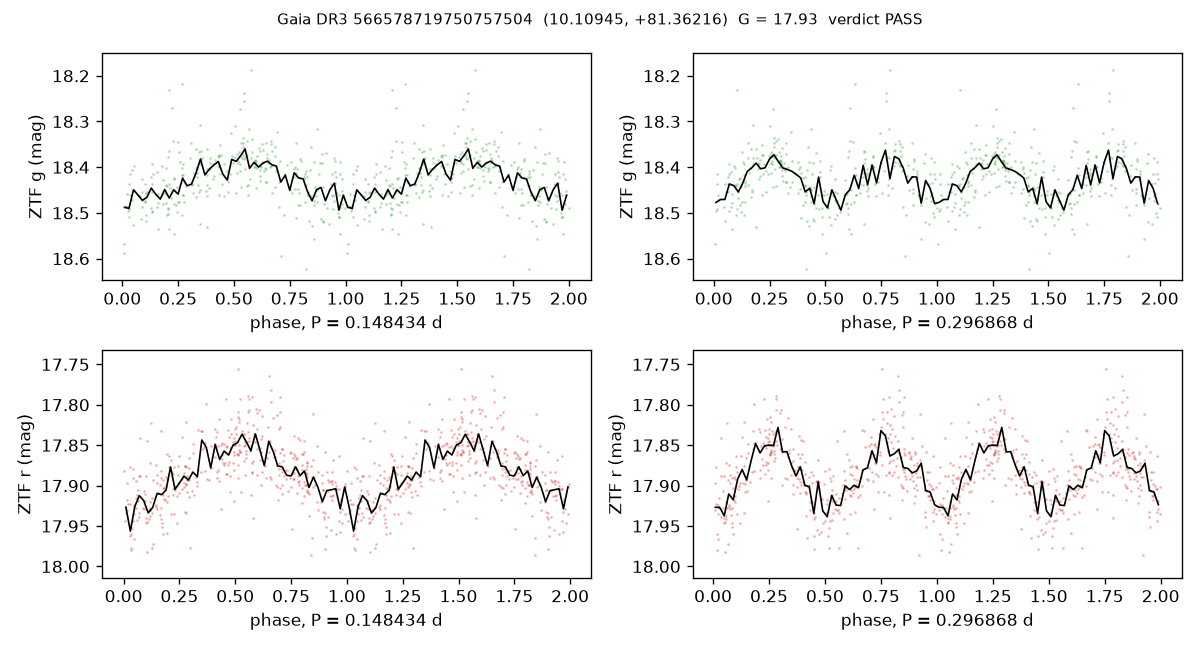 Gaia DR3 566578719750757504  (10.10945, +81.36216)  G = 17.93  verdict PASS
ZTF g (mag)
18.2
18.3
18.4
18.5
18.6
0.00 0.25 0.50 0.75 1.00 1.25 1.50 1.75 2.00
phase, P = 0.148434 d
ZTF g (mag)
18.2
18.3
18.4
18.5
18.6
0.00 0.25 0.50 0.75 1.00 1.25 1.50 1.75 2.00
phase, P = 0.296868 d
ZTF r (mag)
17.75
17.80
17.85
17.90
17.95
18.00
0.00 0.25 0.50 0.75 1.00 1.25 1.50 1.75 2.00
phase, P = 0.148434 d
ZTF r (mag)
17.75
17.80
17.85
17.90
17.95
18.00
0.00 0.25 0.50 0.75 1.00 1.25 1.50 1.75 2.00
phase, P = 0.296868 d